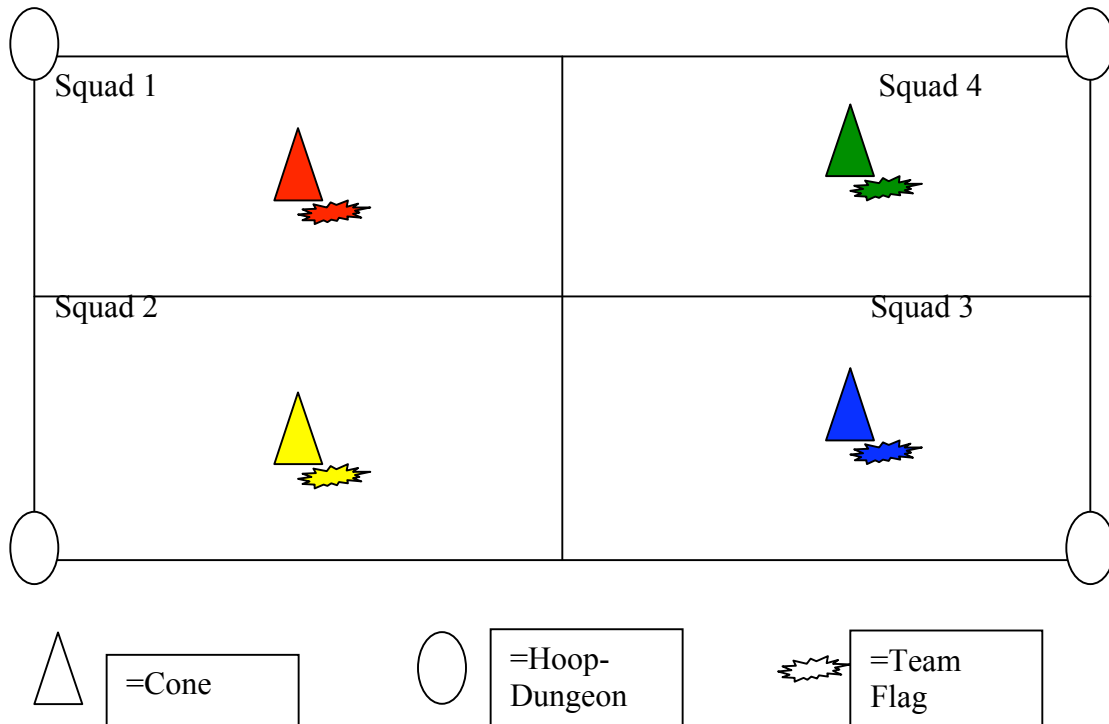 Squad 1
Squad 4
Squad 2
Squad 3
=Cone
=Hoop-
Dungeon
=Team
Flag